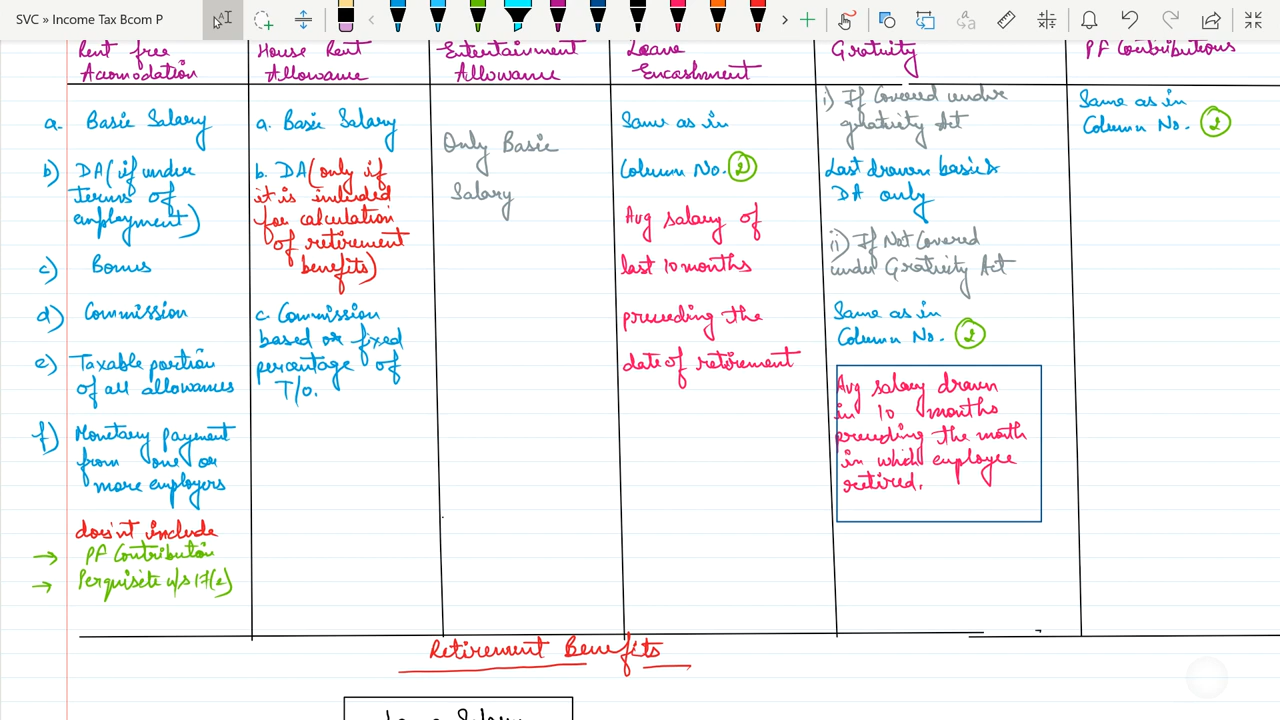 SVC » Income Tax Bcom P
Rent free
Accomodation
a. Basic Salary
b) DA (if under
terms of
employment)
c) Bonus
d) Commission
e) Taxable portion
of all allowances
f) Monetary payment
from one or
more employers
does'nt include
→ PF Contribution
→ Perquisite u/s 17(2)
House Rent
Allowance
a. Basic Salary
b. DA (only if
it is included
for calculation
of retirement
benefits)
c. Commission
based or fixed
percentage of
T/o.
Entertainment
Allowance
Only Basic
Salary
Leave
Encashment
Same as in
Column No. 2
Avg salary of
last 10 months
preceding the
date of retirement
Gratuity
i) If Covered under
gratuity Act
Last drawn basic &
DA only
ii) If Not Covered
under Gratuity Act
Same as in
Column No. 2
Avg salary drawn
in 10 months
preceding the month
in which employee
retired.
PF Contributions
Same as in
Column No. 2
Retirement Benefits